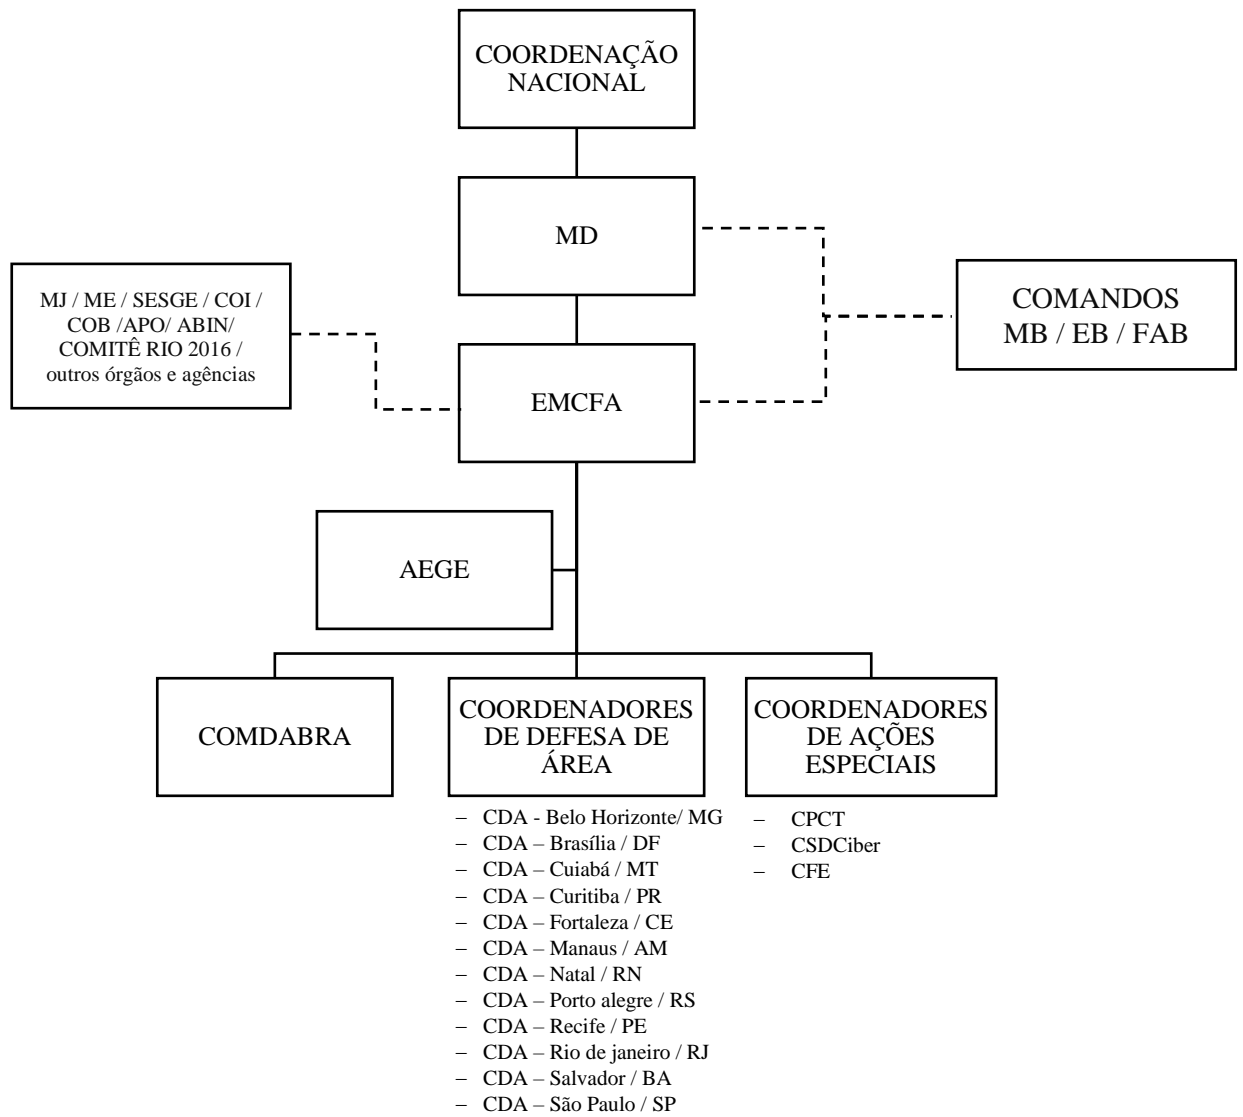 COORDENAÇÃO
NACIONAL
MD
MJ / ME / SESGE / COI /
COB /APO/ ABIN/
COMITÊ RIO 2016 /
outros órgãos e agências
COMANDOS
MB / EB / FAB
EMCFA
AEGE
COMDABRA
COORDENADORES
DE DEFESA DE
ÁREA
COORDENADORES
DE AÇÕES
ESPECIAIS
– CDA - Belo Horizonte/ MG
– CDA – Brasília / DF
– CDA – Cuiabá / MT
– CDA – Curitiba / PR
– CDA – Fortaleza / CE
– CDA – Manaus / AM
– CDA – Natal / RN
– CDA – Porto alegre / RS
– CDA – Recife / PE
– CDA – Rio de janeiro / RJ
– CDA – Salvador / BA
– CDA – São Paulo / SP
– CPCT
– CSDCiber
– CFE